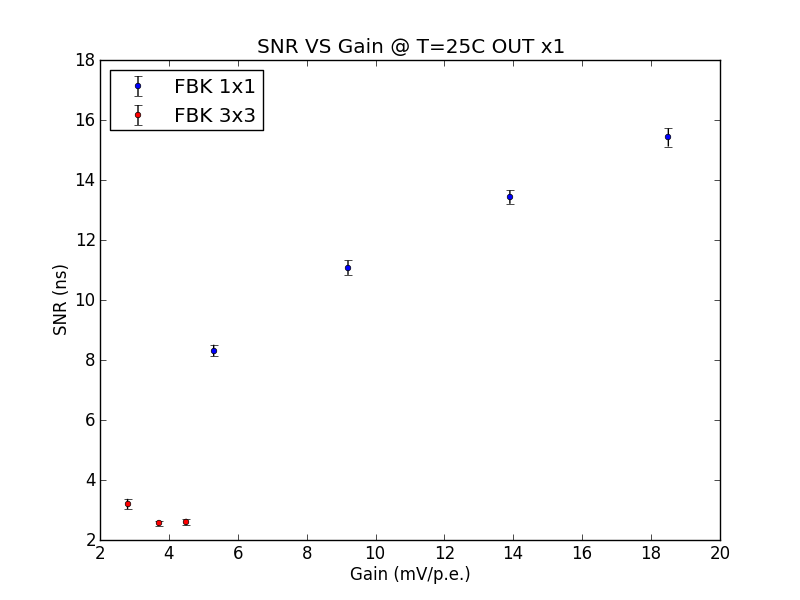 SNR VS Gain @ T=25C OUT x1
FBK 1x1
FBK 3x3
18
16
14
12
10
8
6
4
2
SNR (ns)
2 4 6 8 10 12 14 16 18 20
Gain (mV/p.e.)